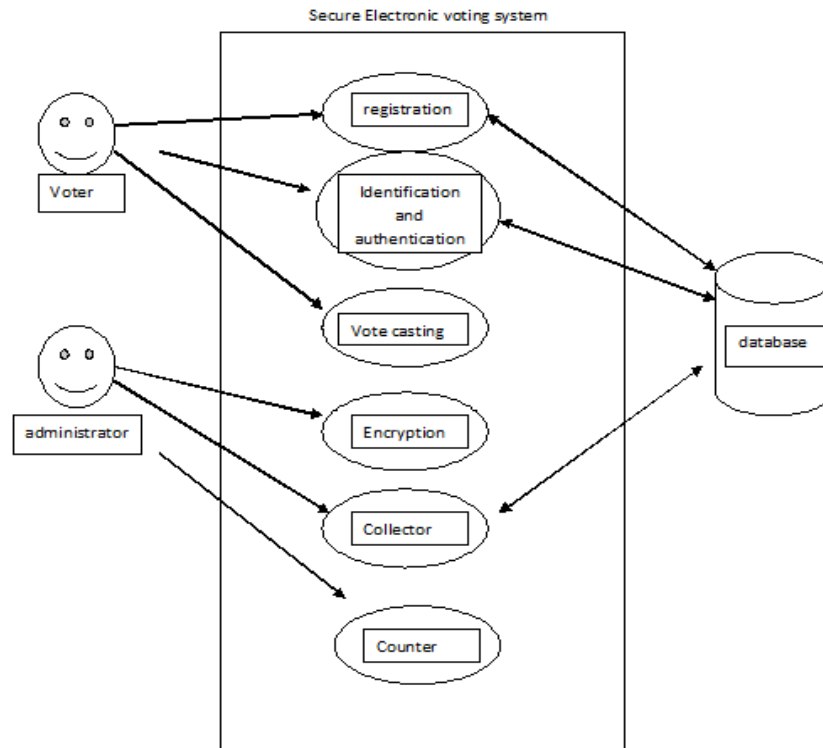 Secure Electronic voting system
registration
Voter
Identification
and
authentication
Vote casting
database
administrator
Encryption
Collector
Counter